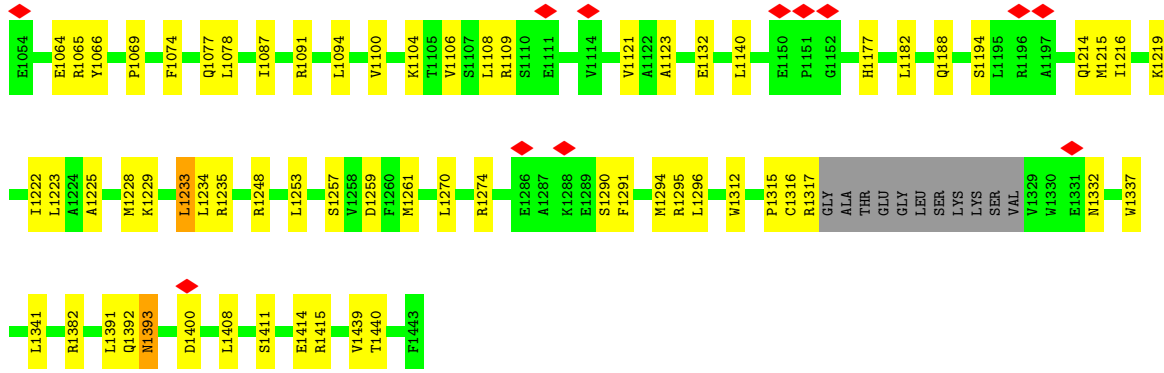 E1054 E1064 R1065 Y1066 P1069 F1074 Q1077 L1078 I1087 R1091 L1094 V1100 K1104 T1105 V1106 S1107 L1108 R1109 S1110 E1111 V1114 V1121 A1122 A1123 E1132 L1140 E1150 P1151 G1152 H1177 L1182 Q1188 S1194 L1195 R1196 A1197 Q1214 M1215 I1216 K1219
I1222 L1223 A1224 A1225 M1228 K1229 L1233 L1234 R1235 R1248 L1253 S1257 V1258 D1259 F1260 M1261 L1270 R1274 E1286 A1287 K1288 E1289 S1290 F1291 M1294 R1295 L1296 W1312 P1315 C1316 R1317 GLY ALA THR GLU GLY LEU SER LYS LYS SER VAL V1329 W1330 E1331 N1332 W1337
L1341 R1382 L1391 Q1392 N1393 D1400 L1408 S1411 E1414 R1415 V1439 T1440 F1443